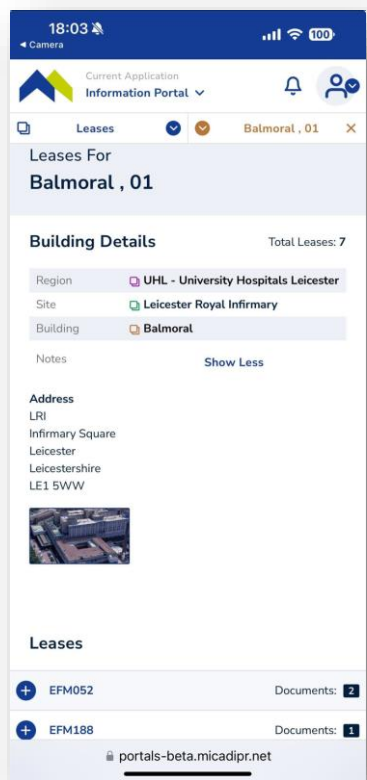 18:03
100
◄ Camera
Current Application
Information Portal
Leases
Balmoral , 01
Leases For
Balmoral , 01
Building Details
Total Leases: 7
Region
UHL - University Hospitals Leicester
Site
Leicester Royal Infirmary
Building
Balmoral
Notes
Show Less
Address
LRI
Infirmary Square
Leicester
Leicestershire
LE1 5WW
Leases
EFM052
Documents: 2
EFM188
Documents: 1
portals-beta.micadipr.net